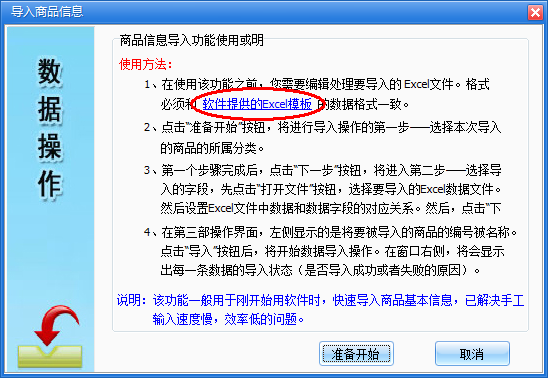 导入商品信息
数据操作
商品信息导入功能使用或明
使用方法：
1、在使用该功能之前，您需要编辑处理要导入的 Excel文件。格式
必须和 软件提供的Excel模板 的数据格式一致。
2、点击“准备开始”按钮，将进行导入操作的第一步——选择本次导入
的商品的所属分类。
3、第一个步骤完成后，点击“下一步”按钮，将进入第二步——选择导
入的字段，先点击“打开文件”按钮，选择要导入的Excel数据文件。
然后设置Excel文件中数据和数据字段的对应关系。然后，点击“下
4、在第三部操作界面，左侧显示的是将要被导入的商品的编号被名称。
点击“导入”按钮后，将开始数据导入操作。在窗口右侧，将会显示
出每一条数据的导入状态（是否导入成功或者失败的原因）。
说明：该功能一般用于刚开始用软件时，快速导入商品基本信息，已解决手工
输入速度慢，效率低的问题。
准备开始
取消